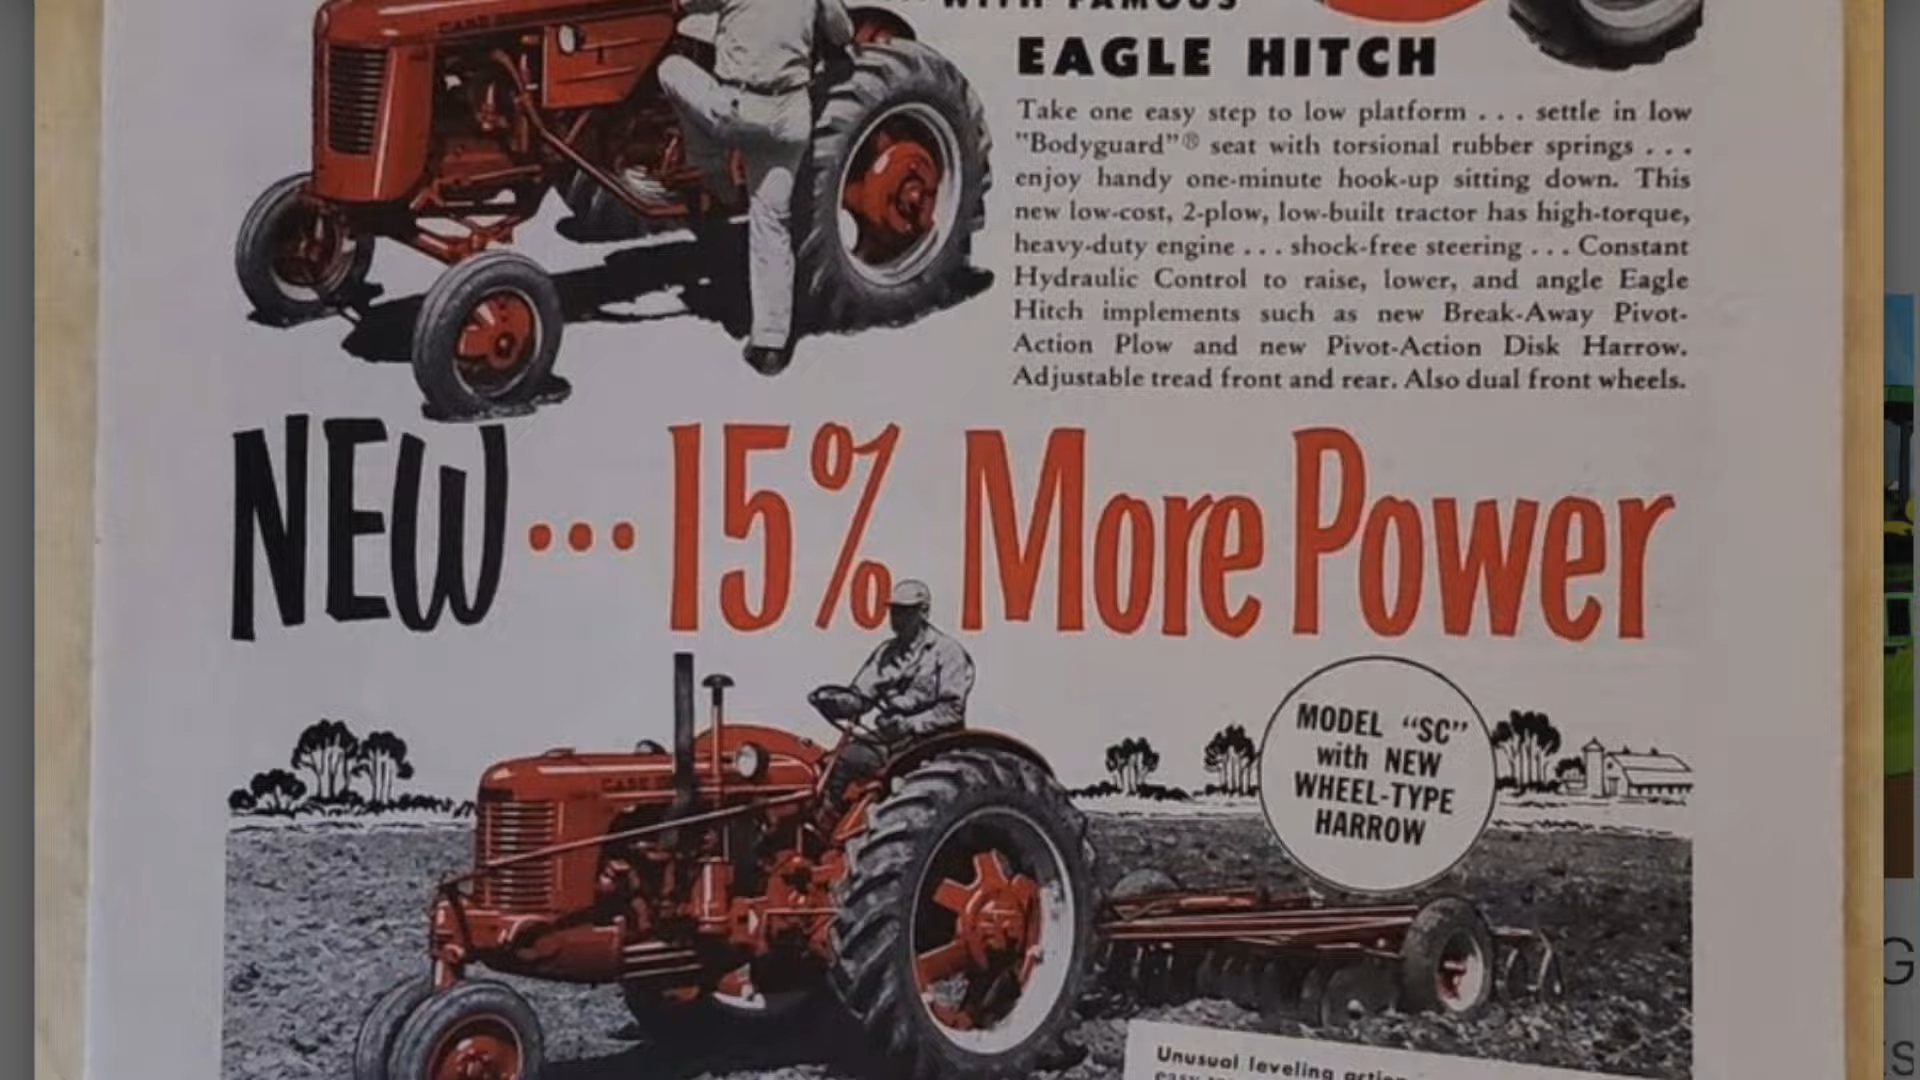 WITH FAMOUS
EAGLE HITCH
Take one easy step to low platform . . . settle in low
"Bodyguard"® seat with torsional rubber springs . . .
enjoy handy one-minute hook-up sitting down. This
new low-cost, 2-plow, low-built tractor has high-torque,
heavy-duty engine . . . shock-free steering . . . Constant
Hydraulic Control to raise, lower, and angle Eagle
Hitch implements such as new Break-Away Pivot-
Action Plow and new Pivot-Action Disk Harrow.
Adjustable tread front and rear. Also dual front wheels.
CASE
NEW... 15% More Power
MODEL "SC"
with NEW
WHEEL-TYPE
HARROW
CASE
Unusual leveling